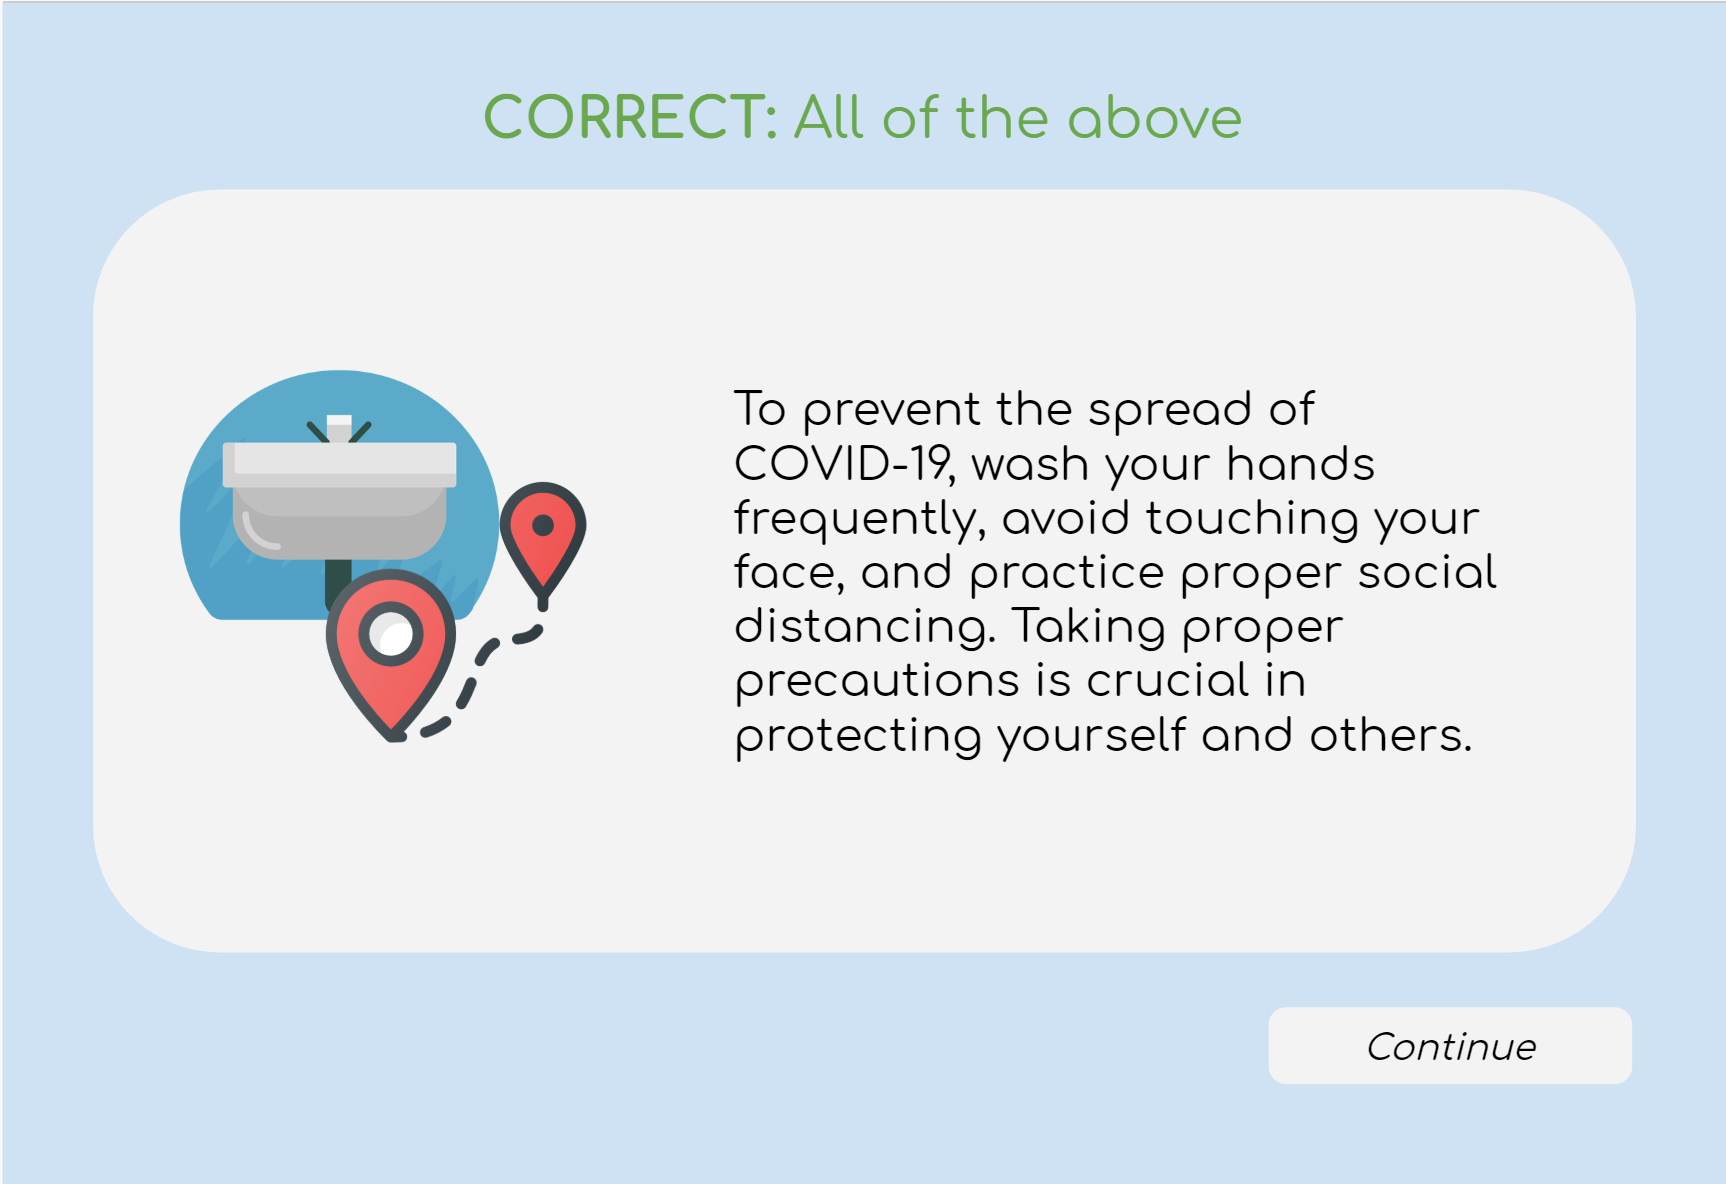 CORRECT: All of the above
To prevent the spread of
COVID-19, wash your hands
frequently, avoid touching your
face, and practice proper social
distancing. Taking proper
precautions is crucial in
protecting yourself and others.
Continue